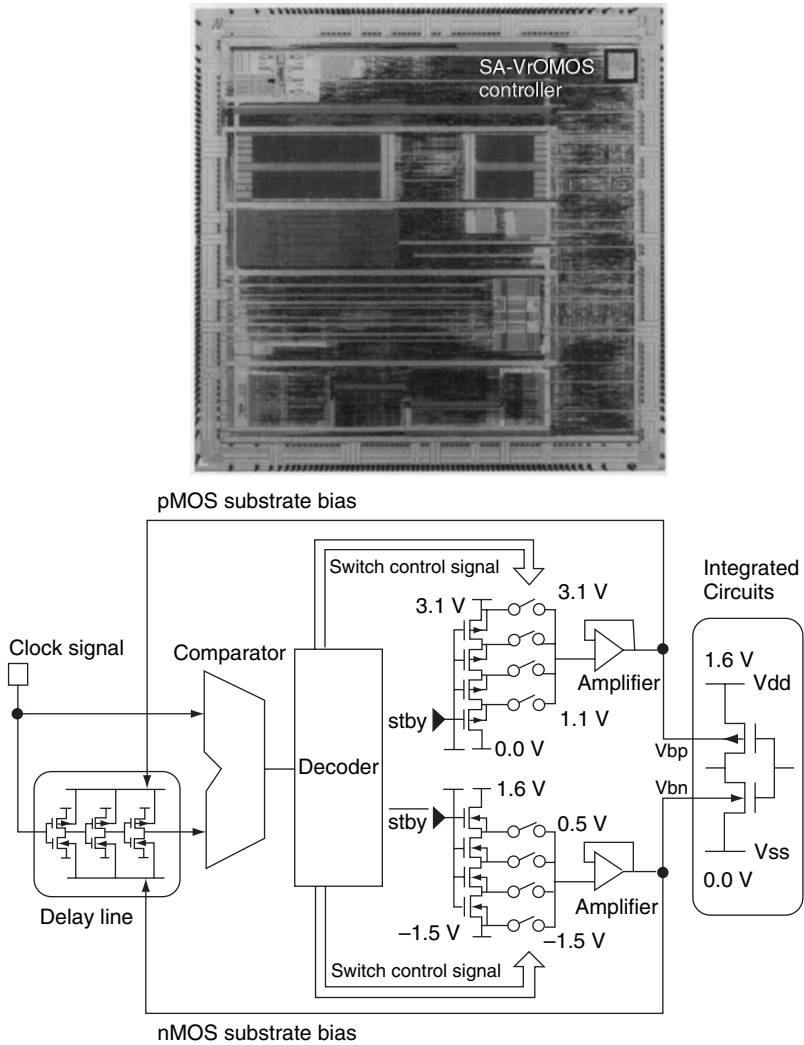 SA-VrOMOS
controller
pMOS substrate bias
Switch control signal
Integrated
Circuits
3.1 V
3.1 V
Clock signal
Comparator
1.6 V
Vdd
Amplifier
stby
1.1 V
Decoder
0.0 V
Vbp
1.6 V
Vbn
stby
0.5 V
Vss
0.0 V
Delay line
Amplifier
–1.5 V
–1.5 V
Switch control signal
nMOS substrate bias